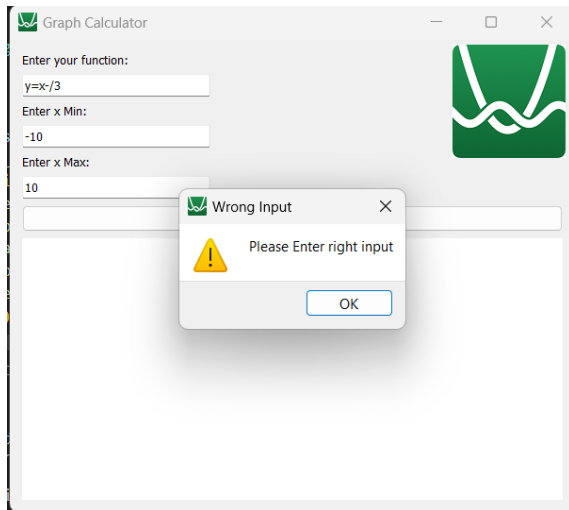 Graph Calculator
Enter your function:
y=x-/3
Enter x Min:
-10
Enter x Max:
10
Wrong Input
Please Enter right input
OK